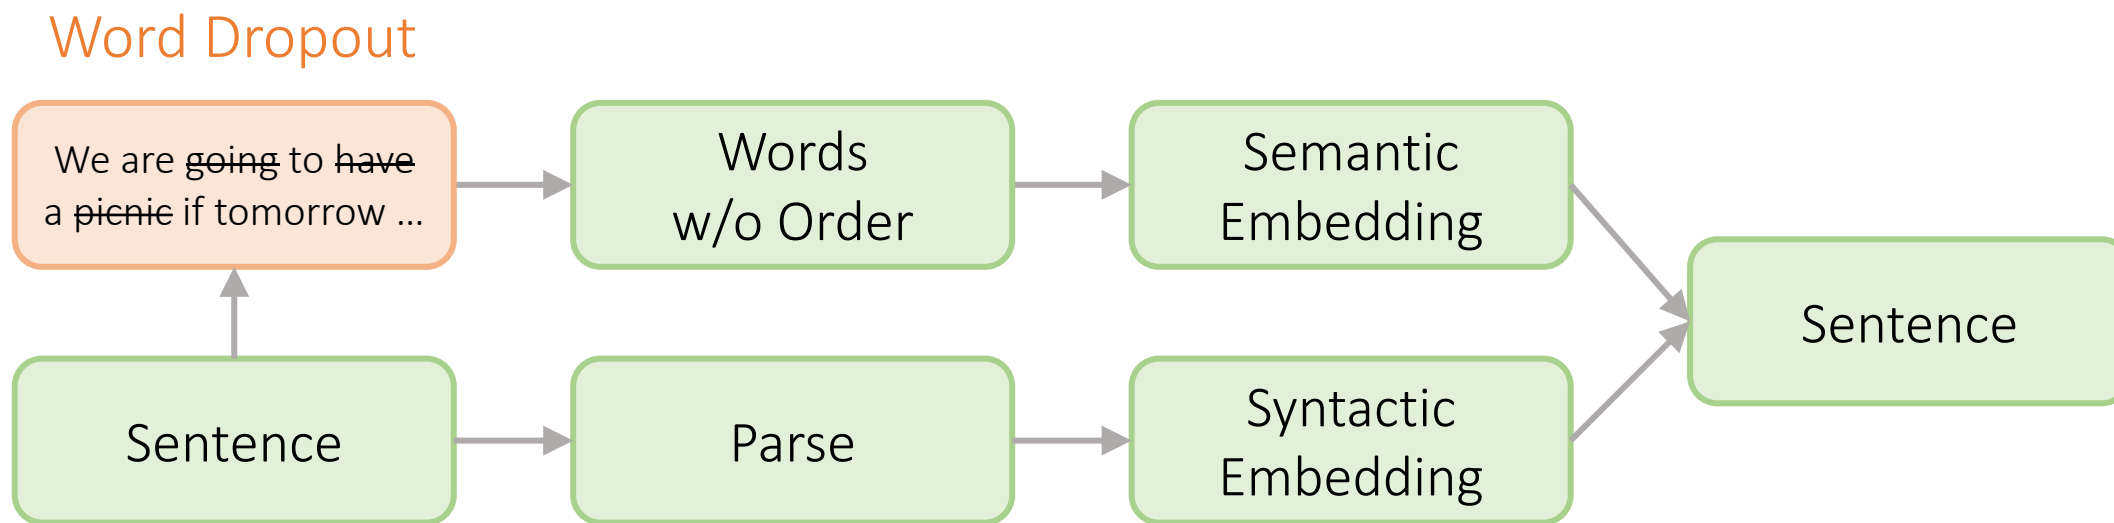 Word Dropout
We are going to have
a picnic if tomorrow ...
Words
w/o Order
Semantic
Embedding
Sentence
Sentence
Parse
Syntactic
Embedding